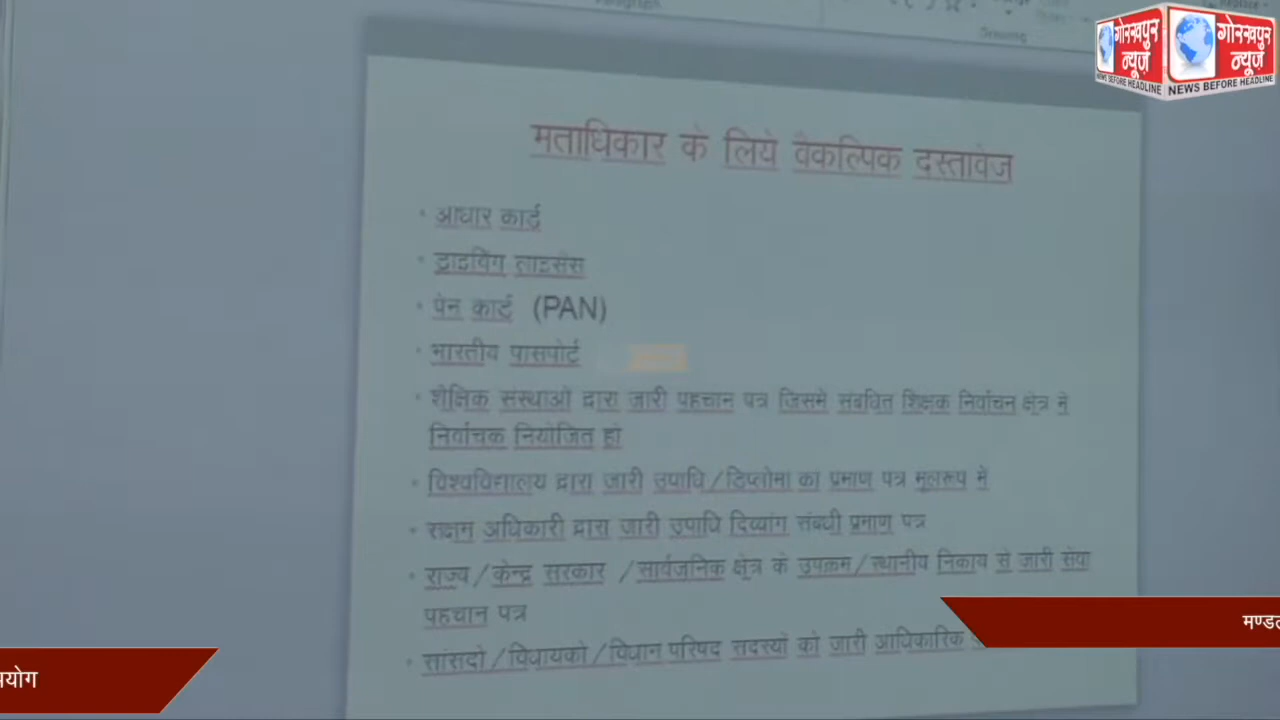 गोरखपुर
न्यूज़
NEWS BEFORE HEADLINE
गोरखपुर
न्यूज़
NEWS BEFORE HEADLINE
Paragraph
Drawing
मताधिकार के लिये वैकल्पिक दस्तावेज
• आधार कार्ड
• ड्राइविंग लाइसेंस
• पेन कार्ड (PAN)
• भारतीय पासपोर्ट
• शैक्षिक संस्थाओं द्वारा जारी पहचान पत्र जिसमें संबंधित शिक्षक निर्वाचन क्षेत्र में
निर्वाचक नियोजित हों
• विश्वविद्यालय द्वारा जारी उपाधि/डिप्लोमा का प्रमाण पत्र मूलरूप में
• सक्षम अधिकारी द्वारा जारी उपाधि दिव्यांग संबंधी प्रमाण पत्र
• राज्य/केन्द्र सरकार /सार्वजनिक क्षेत्र के उपक्रम/स्थानीय निकाय से जारी सेवा
पहचान पत्र
• सांसदों/विधायकों/विधान परिषद सदस्यों को जारी आधिकारिक